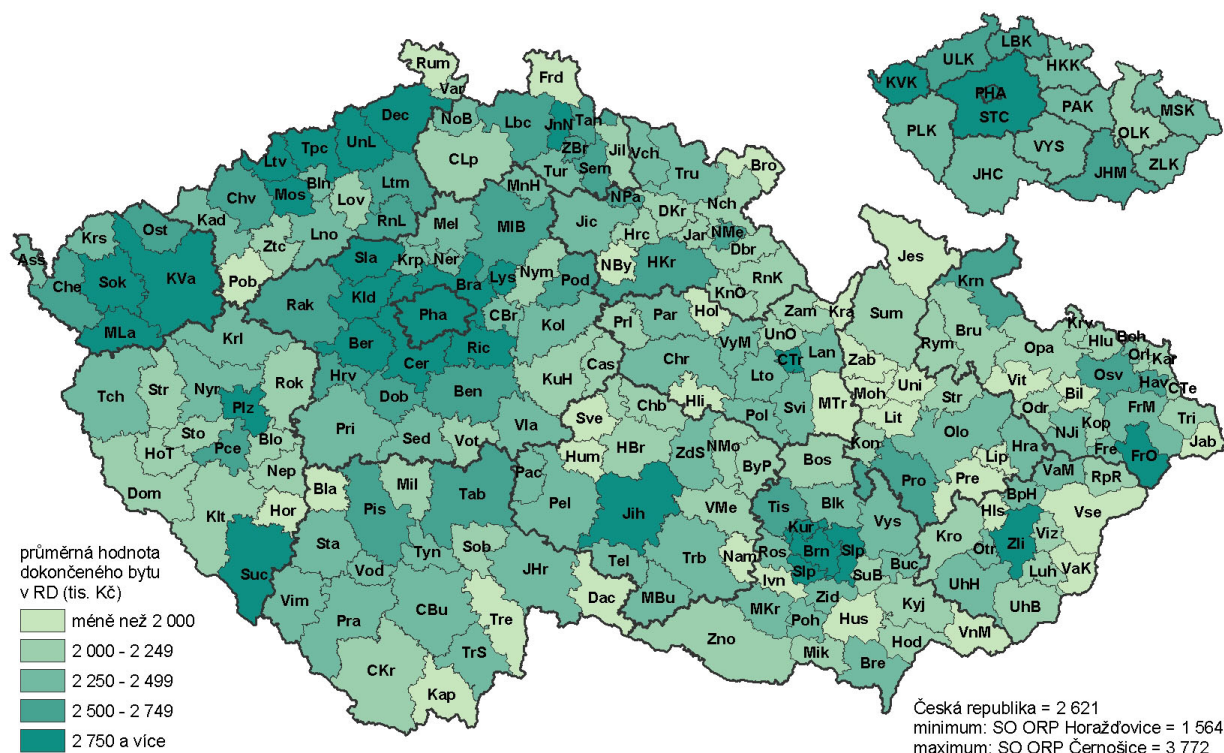 Rum
Frd
Var
Dec
NoB
Lbc
JnN
Tan
UnL
Tpc
Ltv
CLp
ZBr
Jil
Vch
Tru
Bro
Sem
Tur
Mos
Bln
Ltm
Chv
Lov
MnH
NPa
Nch
Kad
RnL
Jic
DKr
Ost
Krs
Lno
Mel
MlB
Hrc
Jar
NMe
Ztc
Dbr
Ass
Sla
Krp
Ner
NBy
HKr
Che
Sok
KVa
Pob
Bra
Lys
Nym
Pod
RnK
Jes
Rak
Kld
Pha
CBr
KnO
Krn
MLa
Kol
Prl
Par
Hol
Zam
Kra
Sum
Krl
Ber
Cer
Ric
UnO
Bru
Krv
Boh
VyM
Rym
Opa
Hlu
Orl
Kar
Cas
Chr
CTr
Lan
Zab
Tch
Str
Nyr
Rok
Hrv
Dob
Ben
KuH
Lto
Uni
Vit
Bil
Osv
Hav
CTe
Plz
Hli
Moh
Str
Chb
Svi
MTr
Lit
Odr
FrM
Pri
Sed
Vot
Vla
Sve
Pol
Olo
NJi
Kop
Tri
Jab
Sto
Blo
HoT
Pce
HBr
NMo
Kon
Hra
Fre
Hum
ZdS
ByP
Bos
Lip
FrO
Nep
Pac
Pro
Pre
VaM
RpR
Dom
Bla
Mil
Tab
Pel
Blk
BpH
Klt
Hor
Pis
Jih
VMe
Tis
Hls
Vse
Kur
Vys
Kro
Sta
Tyn
Sob
Tel
Trb
Nam
Ros
Brn
Slp
Zli
Viz
Suc
Vod
JHr
Ivn
Slp
SuB
Buc
Otr
Luh
VaK
Vim
Pra
CBu
Dac
MBu
MKr
Zid
UhH
Tre
Poh
Hus
Kyj
UhB
TrS
Zno
Mik
Hod
VnM
CKr
Kap
Bre
LBK
ULK
HKK
KVK
PHA
STC
PAK
MSK
PLK
OLK
VYS
JHC
JHM
ZLK
průměrná hodnota
dokončeného bytu
v RD (tis. Kč)
méně než 2 000
2 000 - 2 249
2 250 - 2 499
2 500 - 2 749
2 750 a více
Česká republika = 2 621
minimum: SO ORP Horažďovice = 1 564
maximum: SO ORP Černošice = 3 772